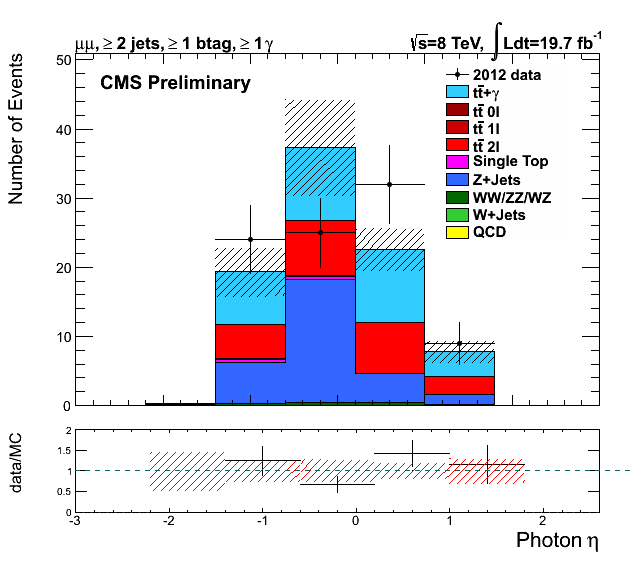 μμ, ≥ 2 jets, ≥ 1 btag, ≥ 1 γ
√s=8 TeV, ∫Ldt=19.7 fb⁻¹
CMS Preliminary
Number of Events
50
40
30
20
10
0
2012 data
tt̄+γ
tt̄ 0l
tt̄ 1l
tt̄ 2l
Single Top
Z+Jets
WW/ZZ/WZ
W+Jets
QCD
data/MC
2
1.5
1
0.5
0
-3 -2 -1 0 1 2
Photon η